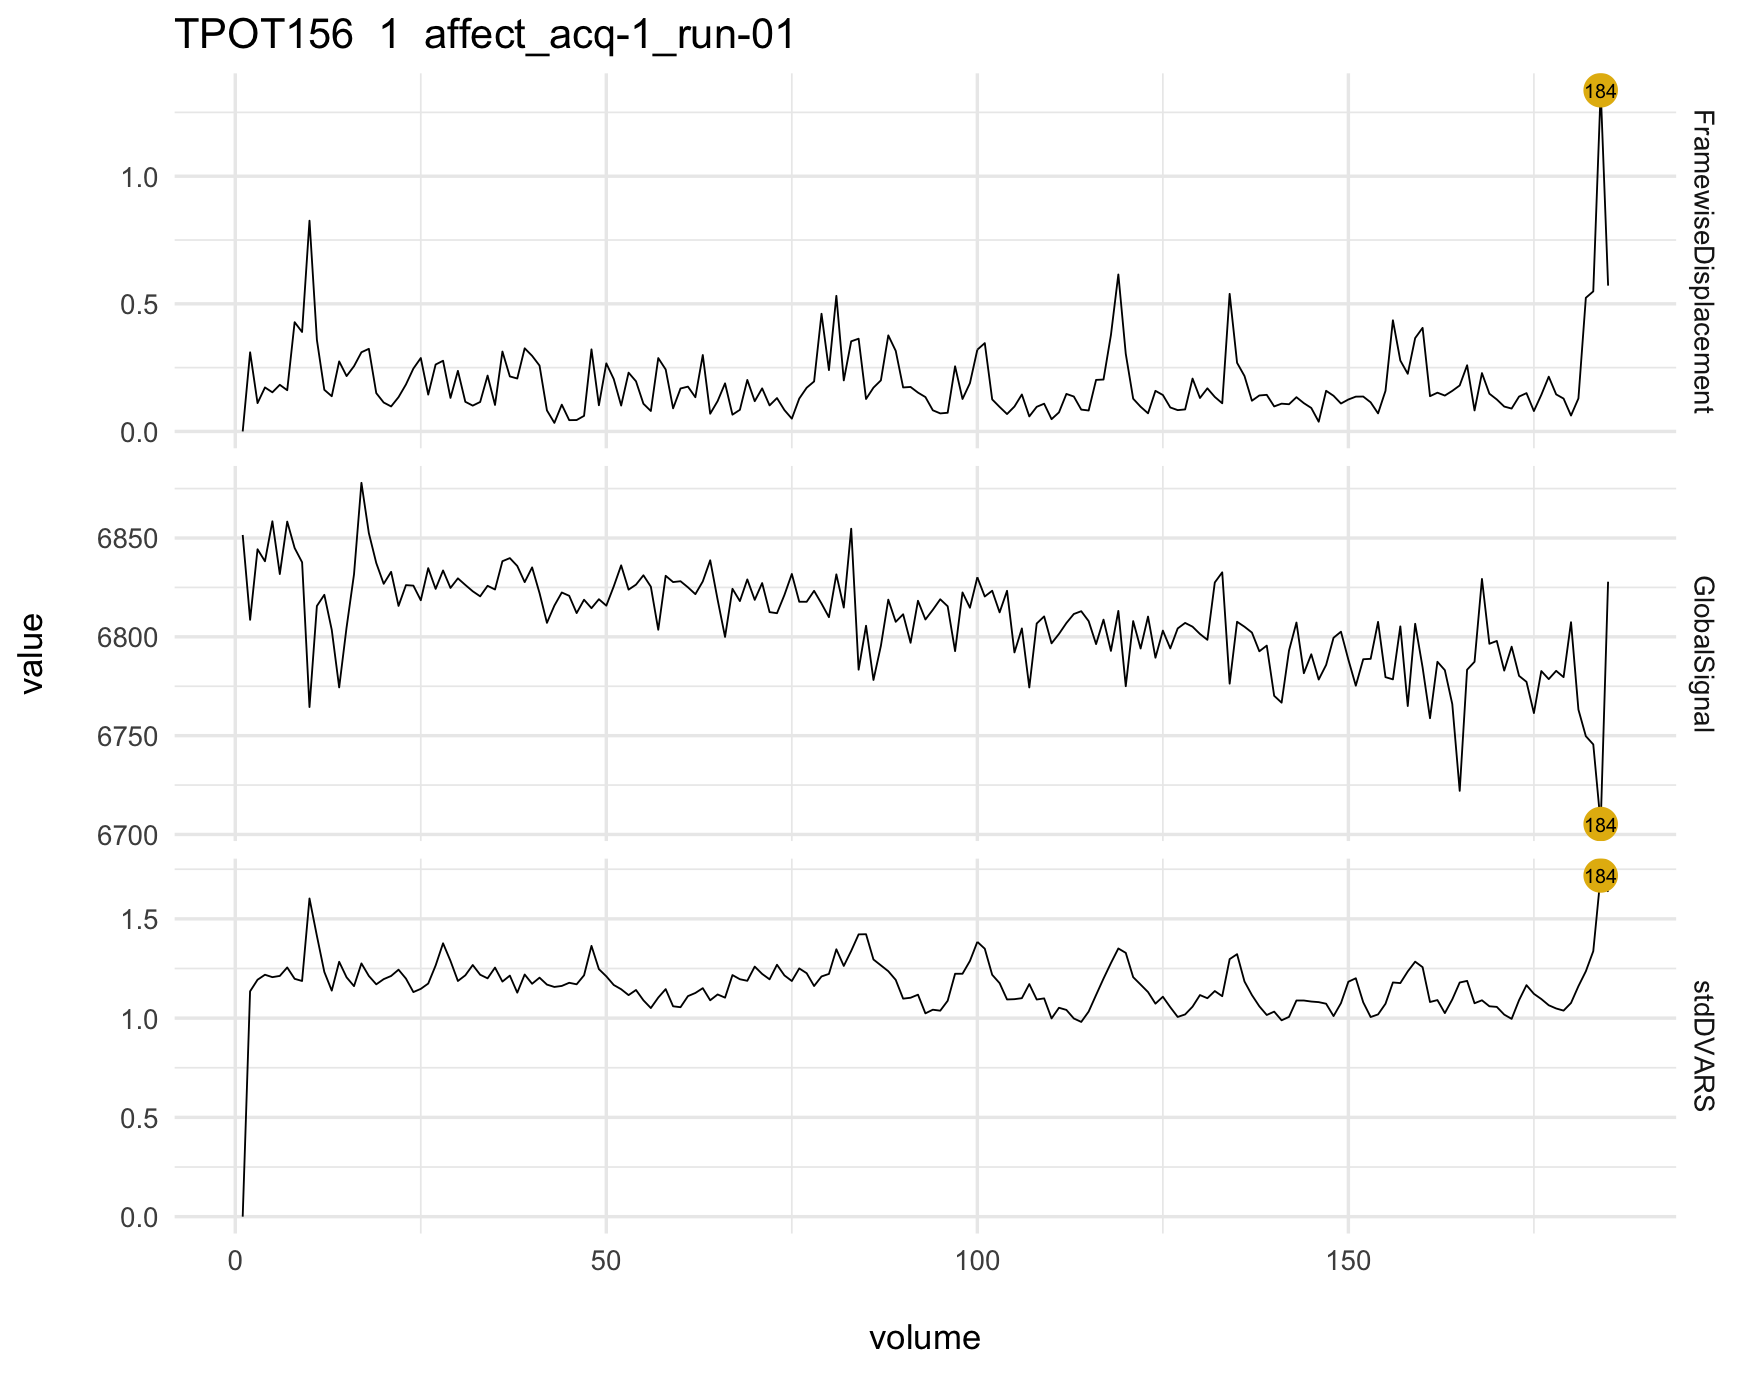 TPOT156 1 affect_acq-1_run-01
184
1.0
0.5
0.0
FramewiseDisplacement
6850
6800
6750
6700
184
GlobalSignal
value
184
1.5
1.0
0.5
0.0
stdDVARS
0 50 100 150
volume